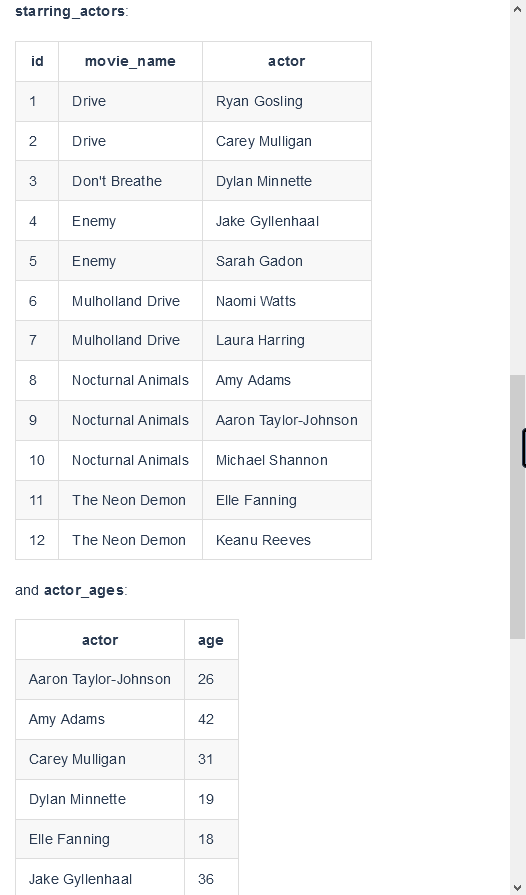 starring_actors:
id movie_name actor
1 Drive Ryan Gosling
2 Drive Carey Mulligan
3 Don't Breathe Dylan Minnette
4 Enemy Jake Gyllenhaal
5 Enemy Sarah Gadon
6 Mulholland Drive Naomi Watts
7 Mulholland Drive Laura Harring
8 Nocturnal Animals Amy Adams
9 Nocturnal Animals Aaron Taylor-Johnson
10 Nocturnal Animals Michael Shannon
11 The Neon Demon Elle Fanning
12 The Neon Demon Keanu Reeves
and actor_ages:
actor age
Aaron Taylor-Johnson 26
Amy Adams 42
Carey Mulligan 31
Dylan Minnette 19
Elle Fanning 18
Jake Gyllenhaal 36